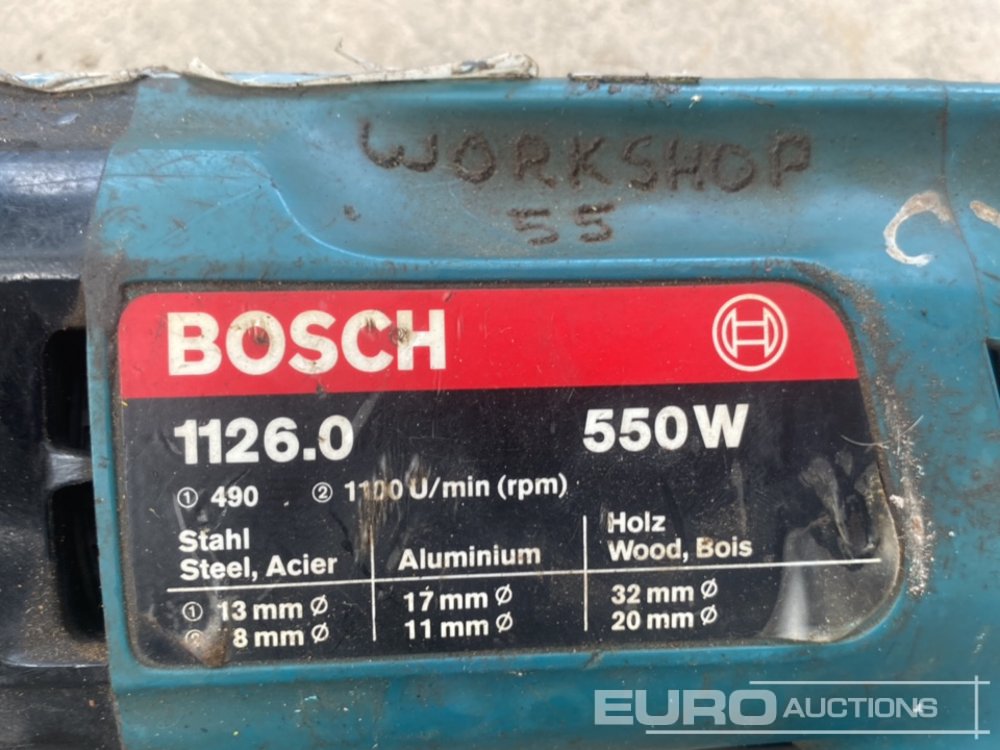 WORKSHOP
55
BOSCH
1126.0 550W
① 490 ② 1100 U/min (rpm)
Stahl
Steel, Acier
Aluminium
Holz
Wood, Bois
① 13 mm Ø 17 mm Ø 32 mm Ø
② 8 mm Ø 11 mm Ø 20 mm Ø
EURO AUCTIONS